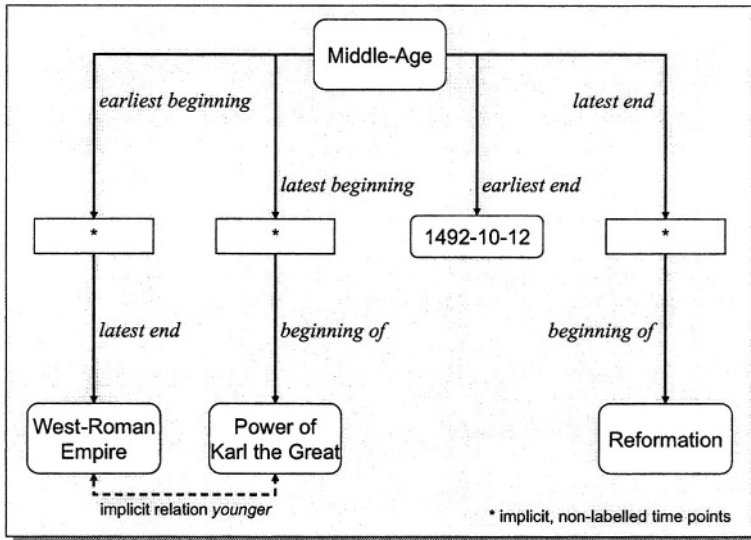 Middle-Age
earliest beginning
latest end
latest beginning
earliest end
*
*
1492-10-12
*
latest end
beginning of
beginning of
West-Roman
Empire
Power of
Karl the Great
Reformation
implicit relation younger
* implicit, non-labelled time points